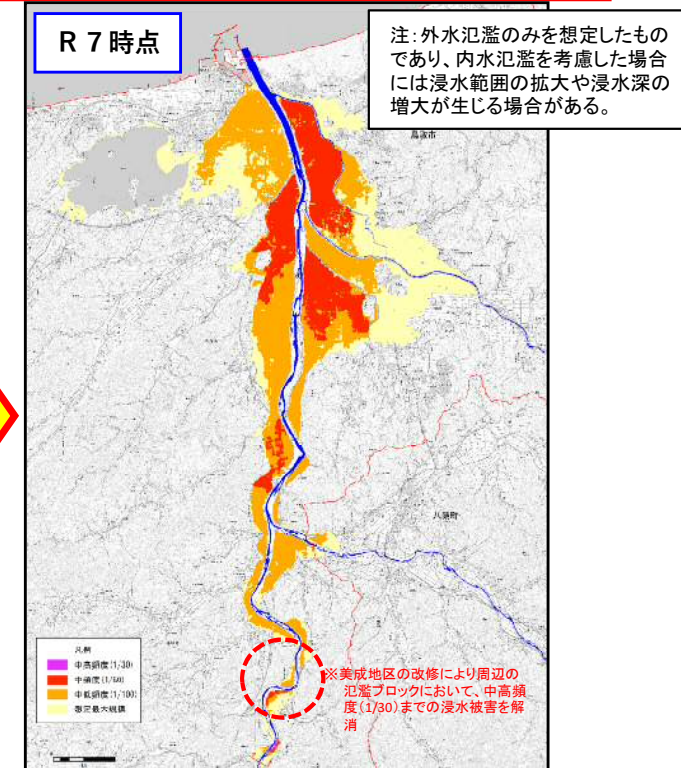 R7時点
注:外水氾濫のみを想定したもの
であり、内水氾濫を考慮した場合
には浸水範囲の拡大や浸水深の
増大が生じる場合がある。
鳥取市
八頭町
凡例
中高頻度(1/30)
中頻度(1/50)
中低頻度(1/100)
想定最大規模
※美成地区の改修により周辺の
氾濫ブロックにおいて、中高頻
度(1/30)までの浸水被害を解
消